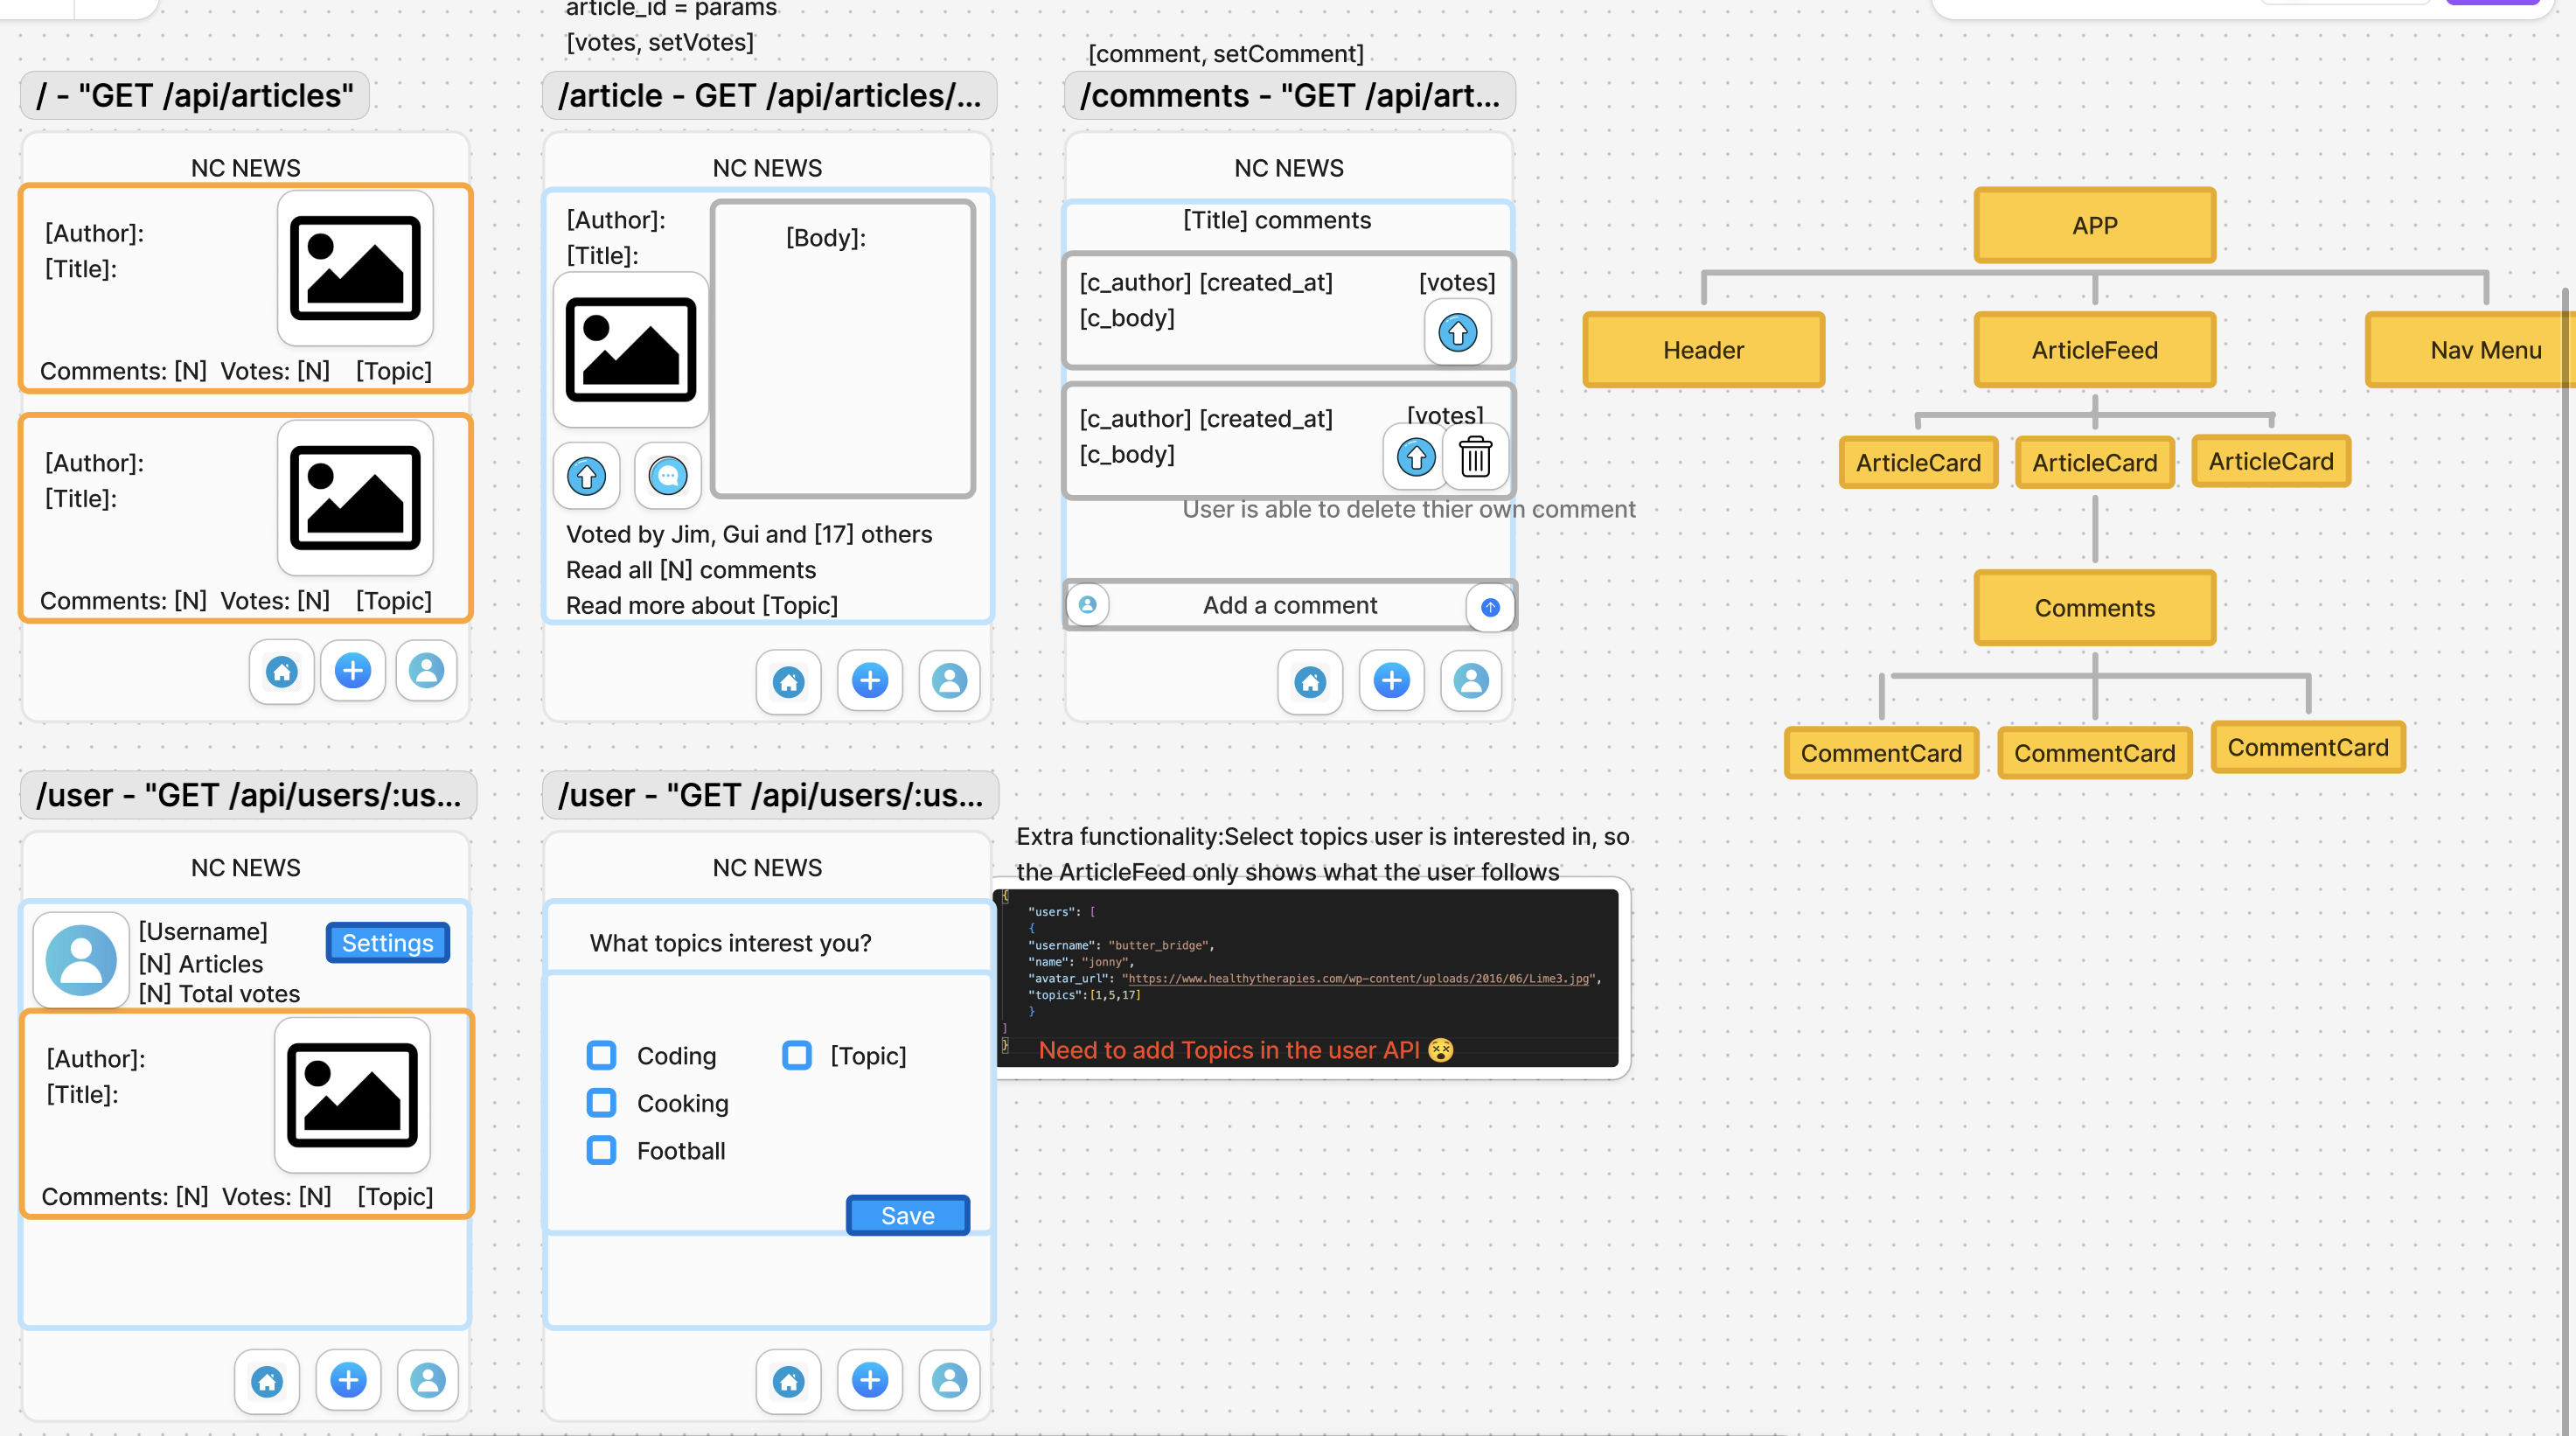 article_id = params
[votes, setVotes]
[comment, setComment]
/ - "GET /api/articles"
/article - GET /api/articles/...
/comments - "GET /api/art...
NC NEWS
[Author]:
[Title]:
Comments: [N] Votes: [N] [Topic]
[Author]:
[Title]:
Comments: [N] Votes: [N] [Topic]
NC NEWS
[Author]:
[Title]:
[Body]:
Voted by Jim, Gui and [17] others
Read all [N] comments
Read more about [Topic]
NC NEWS
[Title] comments
[c_author] [created_at] [votes]
[c_body]
[c_author] [created_at] [votes]
[c_body]
User is able to delete thier own comment
Add a comment
APP
Header
ArticleFeed
Nav Menu
ArticleCard
ArticleCard
ArticleCard
Comments
CommentCard
CommentCard
CommentCard
/user - "GET /api/users/:us...
/user - "GET /api/users/:us...
NC NEWS
[Username]
[N] Articles
[N] Total votes
Settings
[Author]:
[Title]:
Comments: [N] Votes: [N] [Topic]
NC NEWS
What topics interest you?
Coding
[Topic]
Cooking
Football
Save
Extra functionality:Select topics user is interested in, so
the ArticleFeed only shows what the user follows
{
"users": [
{
"username": "butter_bridge",
"name": "jonny",
"avatar_url": "https://www.healthytherapies.com/wp-content/uploads/2016/06/Lime3.jpg",
"topics":[1,5,17]
}
]
}
Need to add Topics in the user API 😵